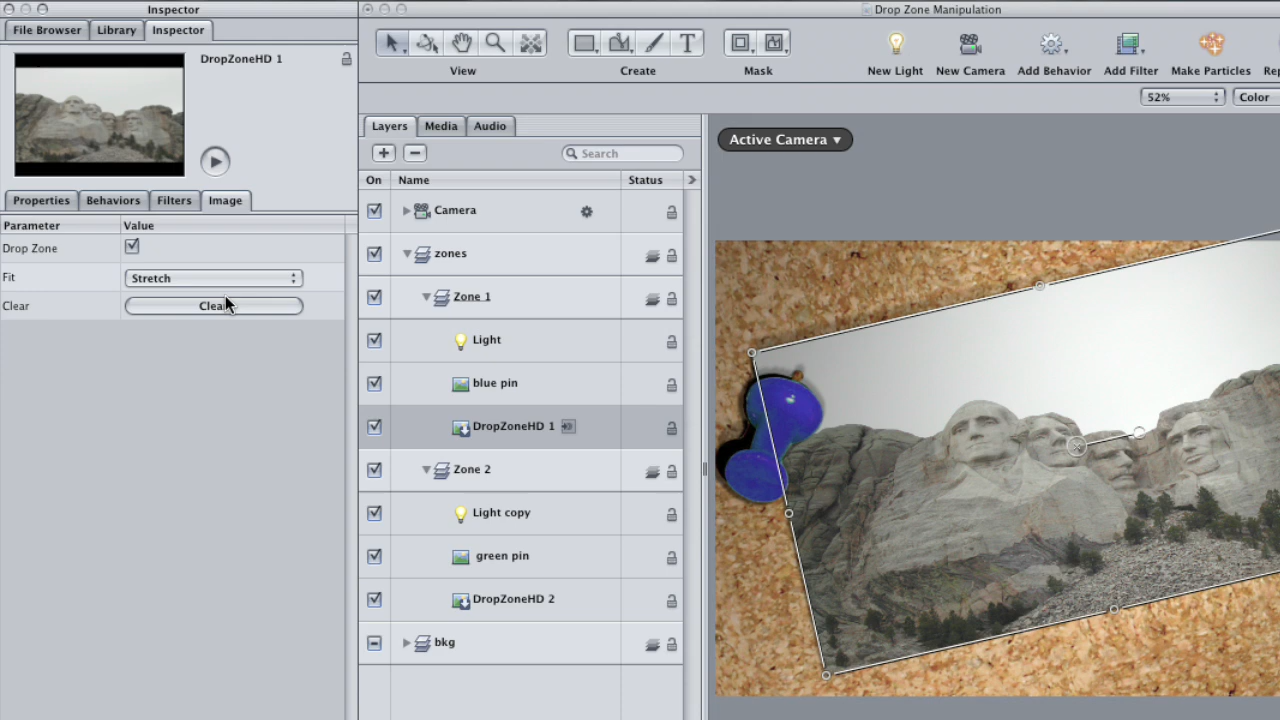 Inspector
Drop Zone Manipulation
File Browser Library Inspector
DropZoneHD 1
View Create Mask
New Light New Camera Add Behavior Add Filter Make Particles Rep
52% Color
Layers Media Audio
Active Camera
Search
On Name Status
Properties Behaviors Filters Image
Parameter Value
Drop Zone
Fit Stretch
Clear Clear
Camera
zones
Zone 1
Light
blue pin
DropZoneHD 1
Zone 2
Light copy
green pin
DropZoneHD 2
bkg